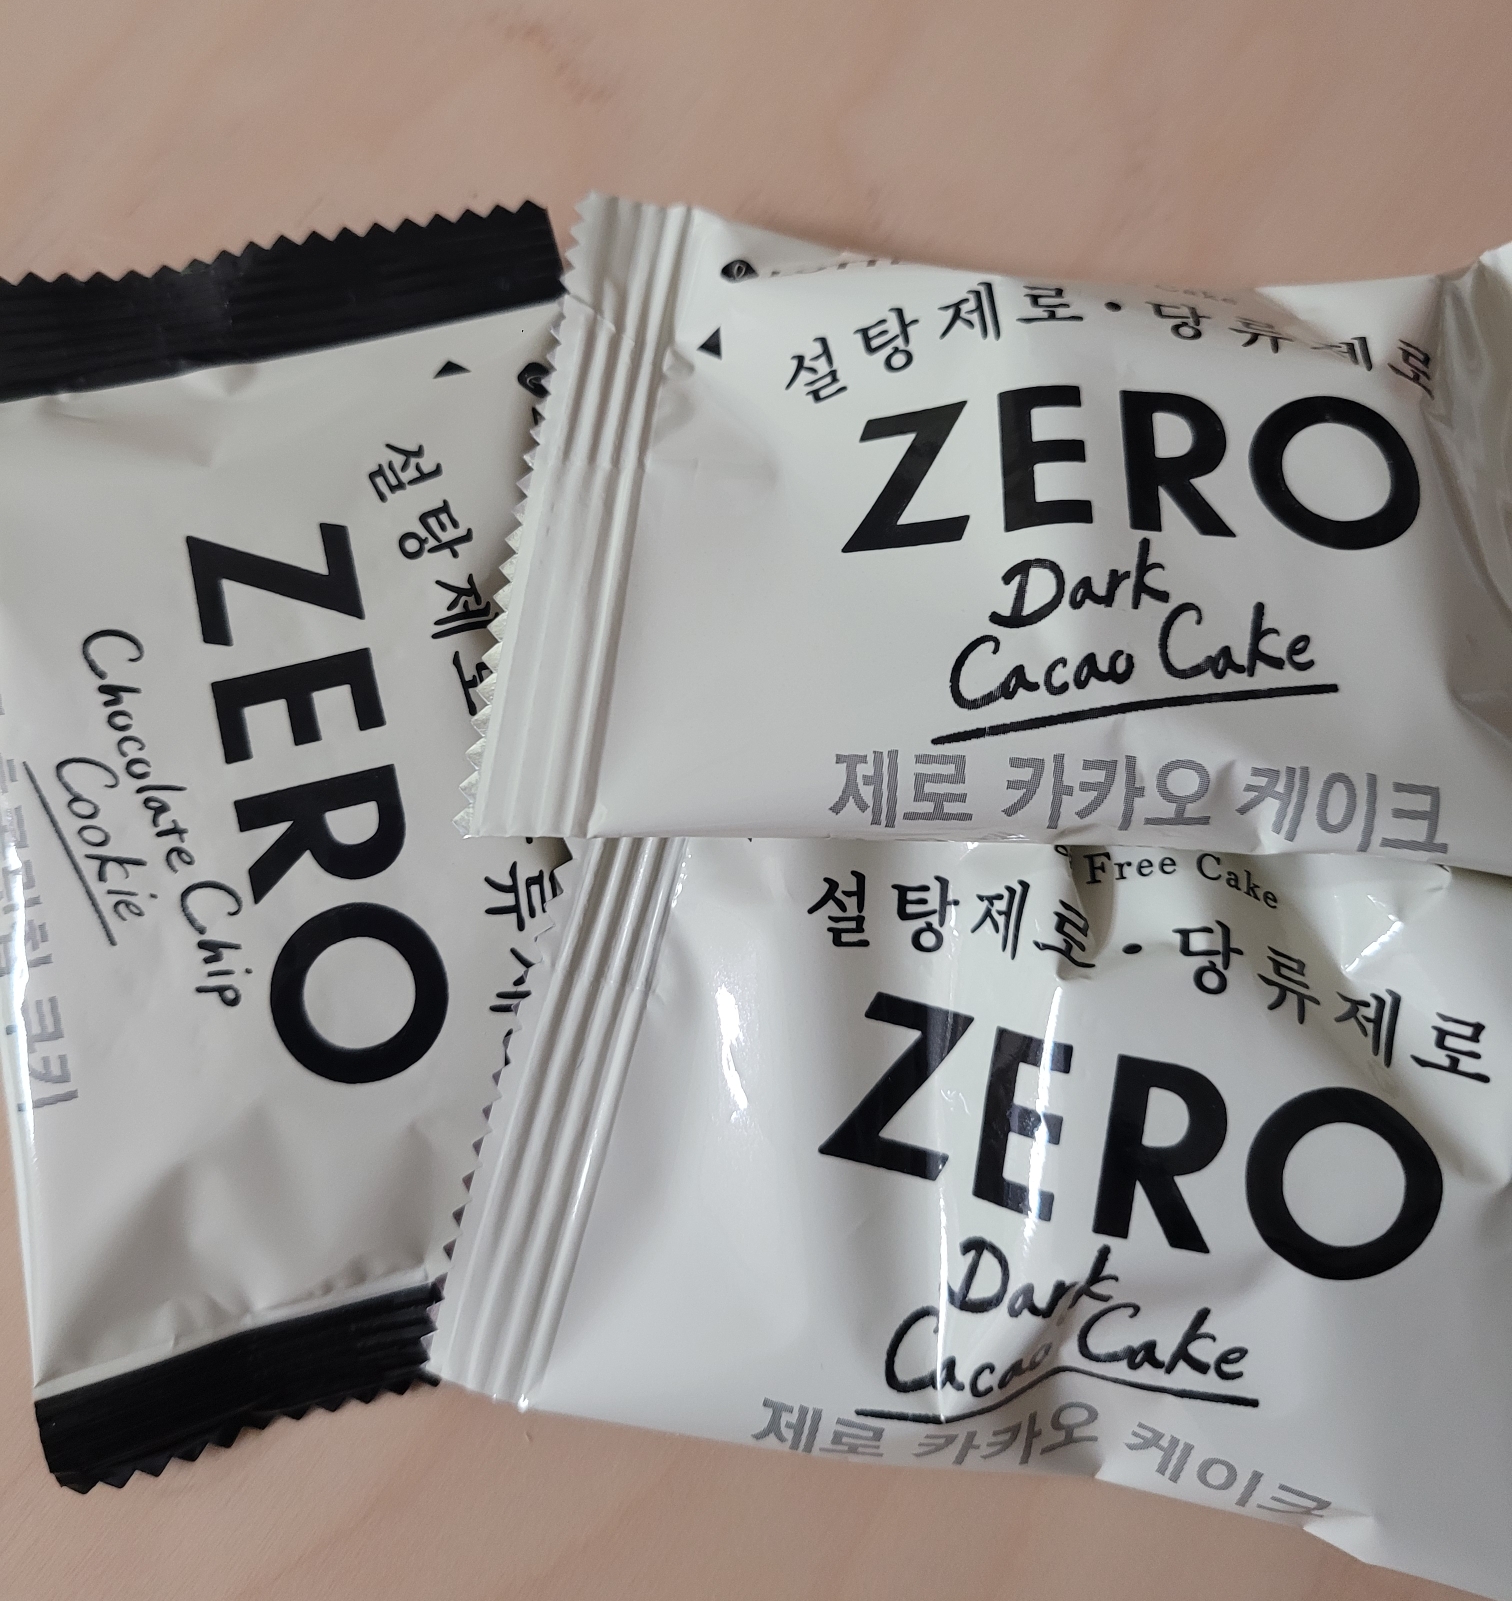 설탕제로
ZERO
Chocolate Chip
Cookie
설탕제로·당류제로
ZERO
Dark
Cacao Cake
제로 카카오 케이크
Free Cake
설탕제로·당류제로
ZERO
Dark
Cacao Cake
제로 카카오 케이크